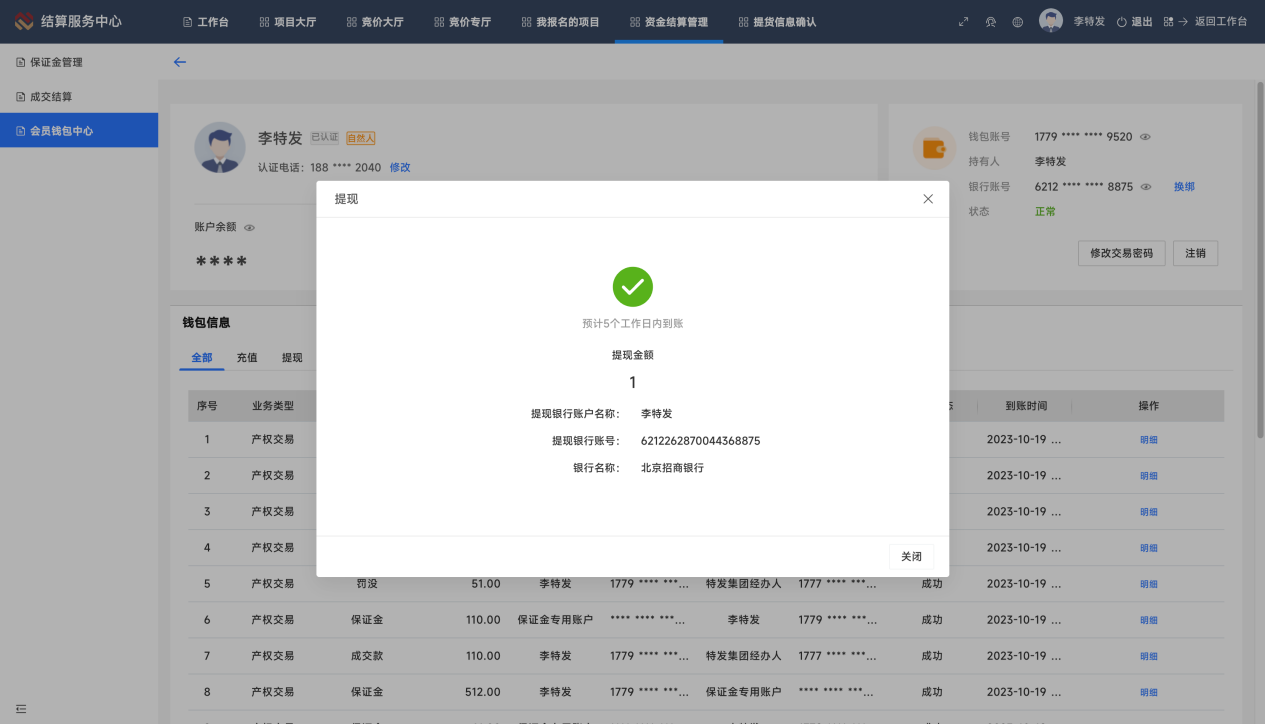 结算服务中心 工作台 项目大厅 竞价大厅 竞价专厅 我报名的项目 资金结算管理 提货信息确认 李特发 退出 返回工作台
保证金管理
成交结算
会员钱包中心
李特发 已认证 自然人
认证电话: 188 **** 2040 修改
账户余额
****
钱包账号 1779 **** **** 9520
持有人 李特发
银行账号 6212 **** **** 8875 换绑
状态 正常
修改交易密码 注销
提现
预计5个工作日内到账
提现金额
1
提现银行账户名称: 李特发
提现银行账号: 6212262870044368875
银行名称: 北京招商银行
关闭
钱包信息
全部 充值 提现
序号 业务类型 到账时间 操作
1 产权交易 2023-10-19 ... 明细
2 产权交易 2023-10-19 ... 明细
3 产权交易 2023-10-19 ... 明细
4 产权交易 2023-10-19 ... 明细
5 产权交易 罚没 51.00 李特发 1779 **** ***... 特发集团经办人 1777 **** ***... 成功 2023-10-19 ... 明细
6 产权交易 保证金 110.00 保证金专用账户 **** **** ***... 李特发 1779 **** ***... 成功 2023-10-19 ... 明细
7 产权交易 成交款 110.00 李特发 1779 **** ***... 特发集团经办人 1777 **** ***... 成功 2023-10-19 ... 明细
8 产权交易 保证金 512.00 李特发 1779 **** ***... 保证金专用账户 **** **** ***... 成功 2023-10-19 ... 明细